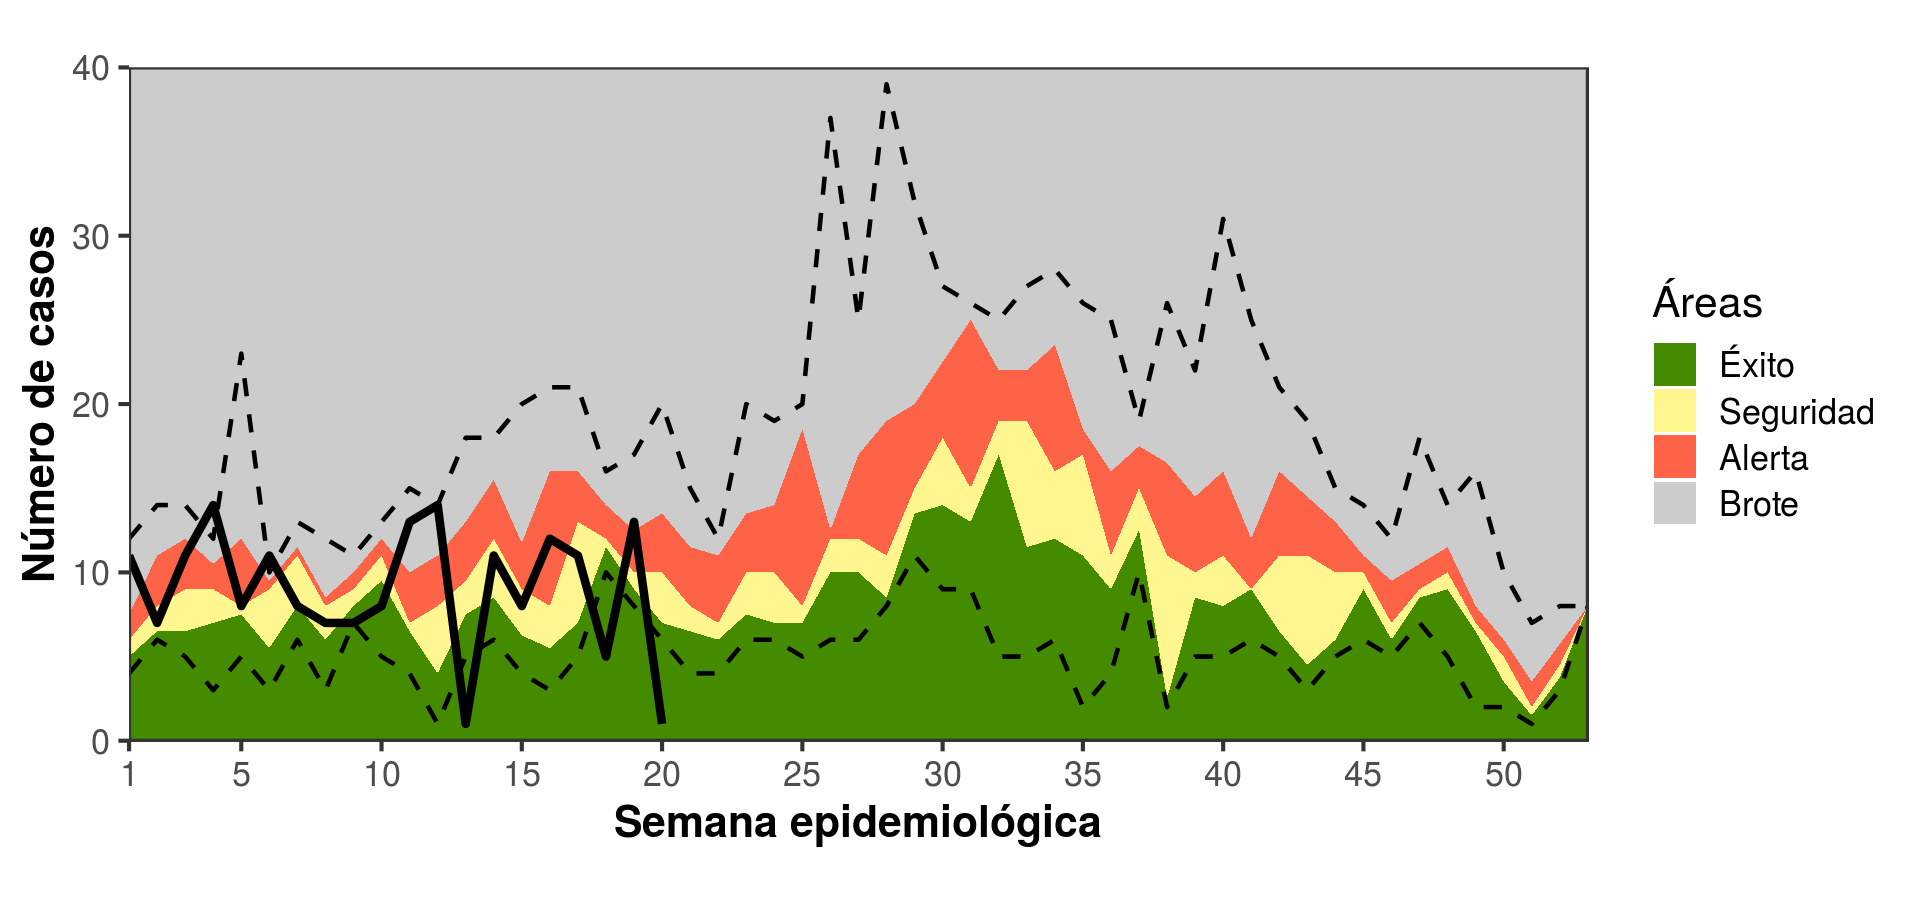 40
30
20
10
0
Número de casos
1 5 10 15 20 25 30 35 40 45 50
Semana epidemiológica
Áreas
Éxito
Seguridad
Alerta
Brote